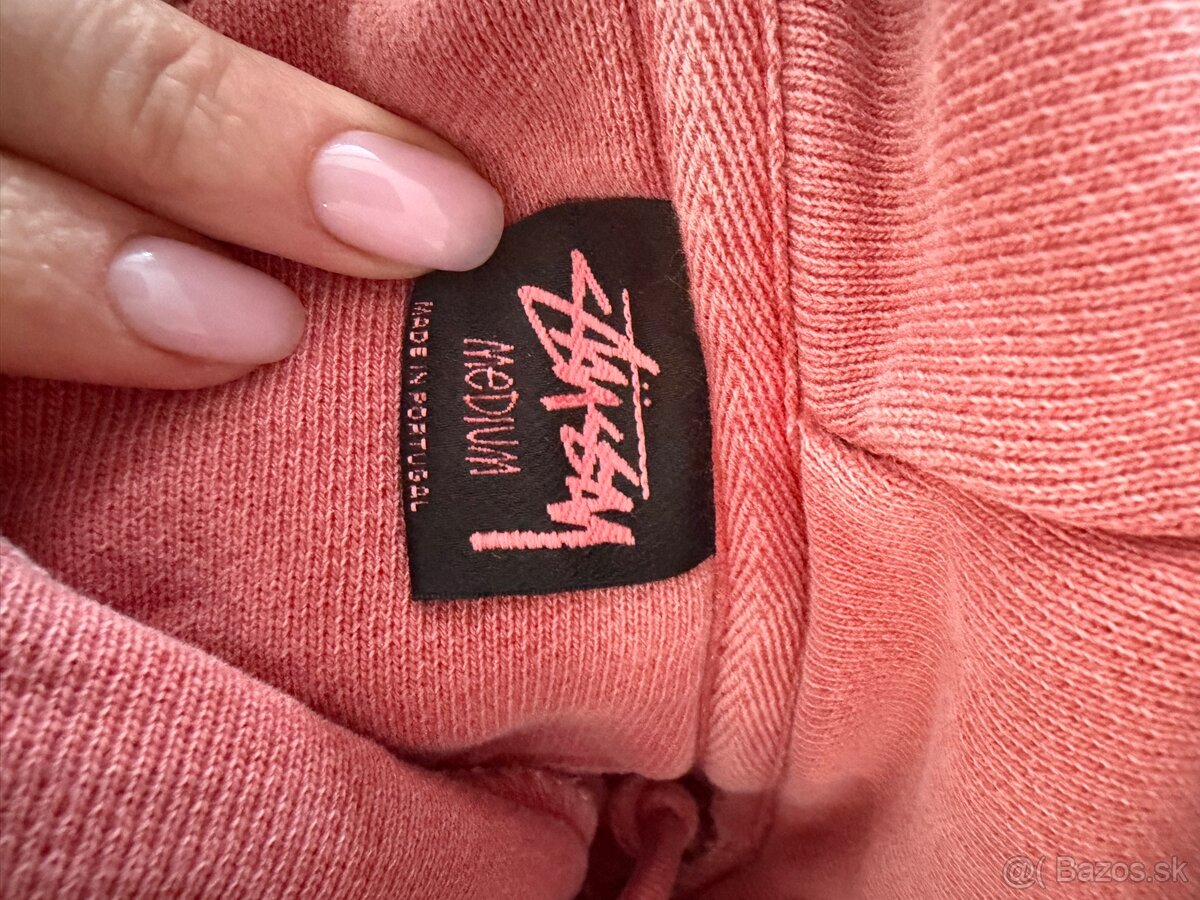 Stüssy
MeDIUM
MADE IN PORTUGAL
@( Bazos.sk